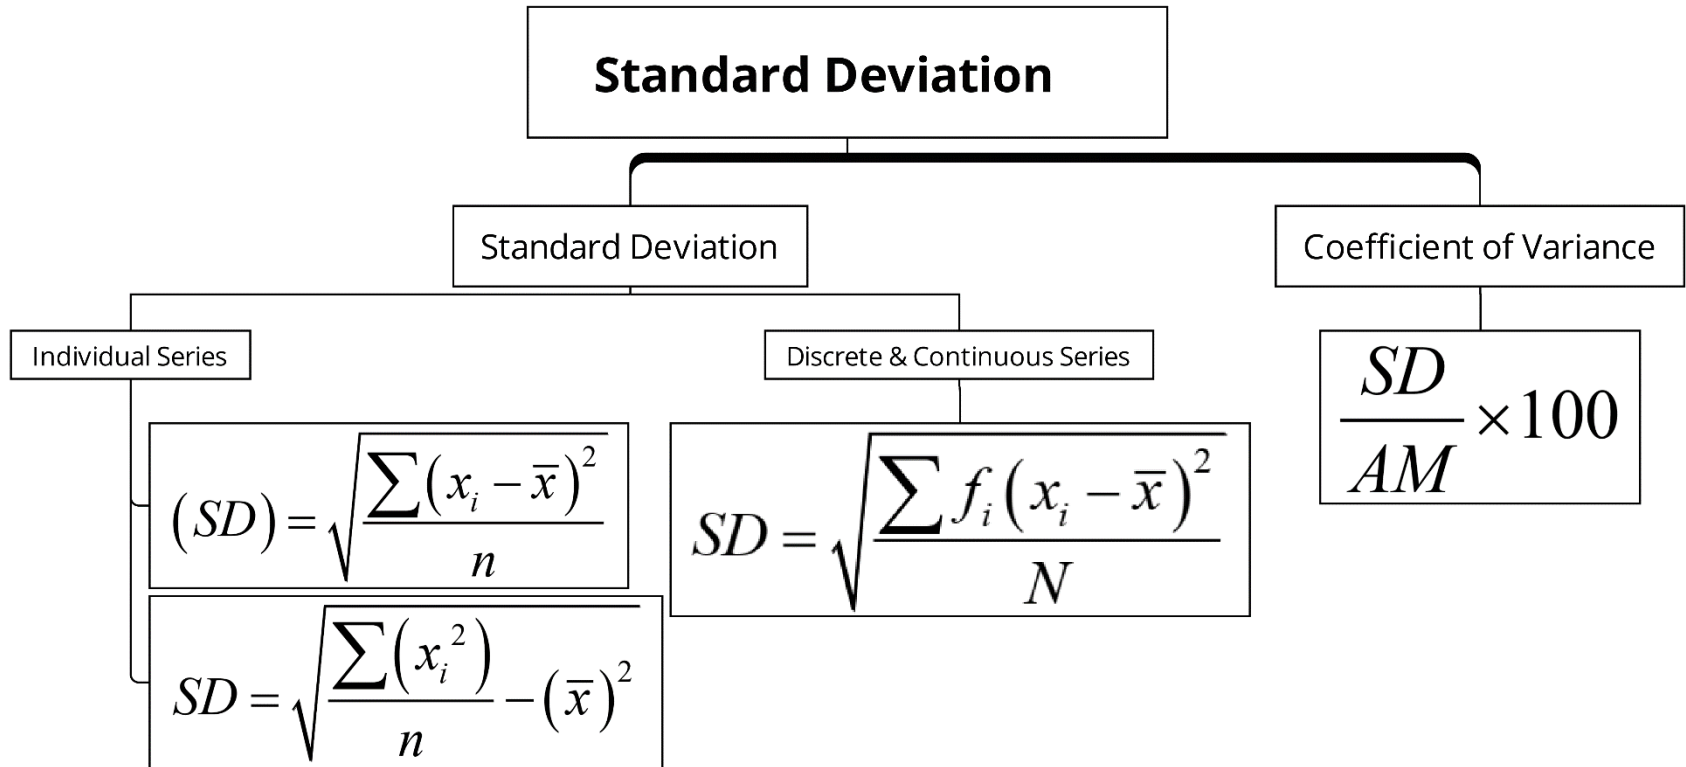 Standard Deviation
Standard Deviation
Coefficient of Variance
Individual Series
Discrete & Continuous Series
(SD) = √(∑(xᵢ − x̅)² / n)
SD = √(∑(xᵢ²) / n − (x̅)²)
SD = √(∑fᵢ(xᵢ − x̅)² / N)
SD / AM ×100